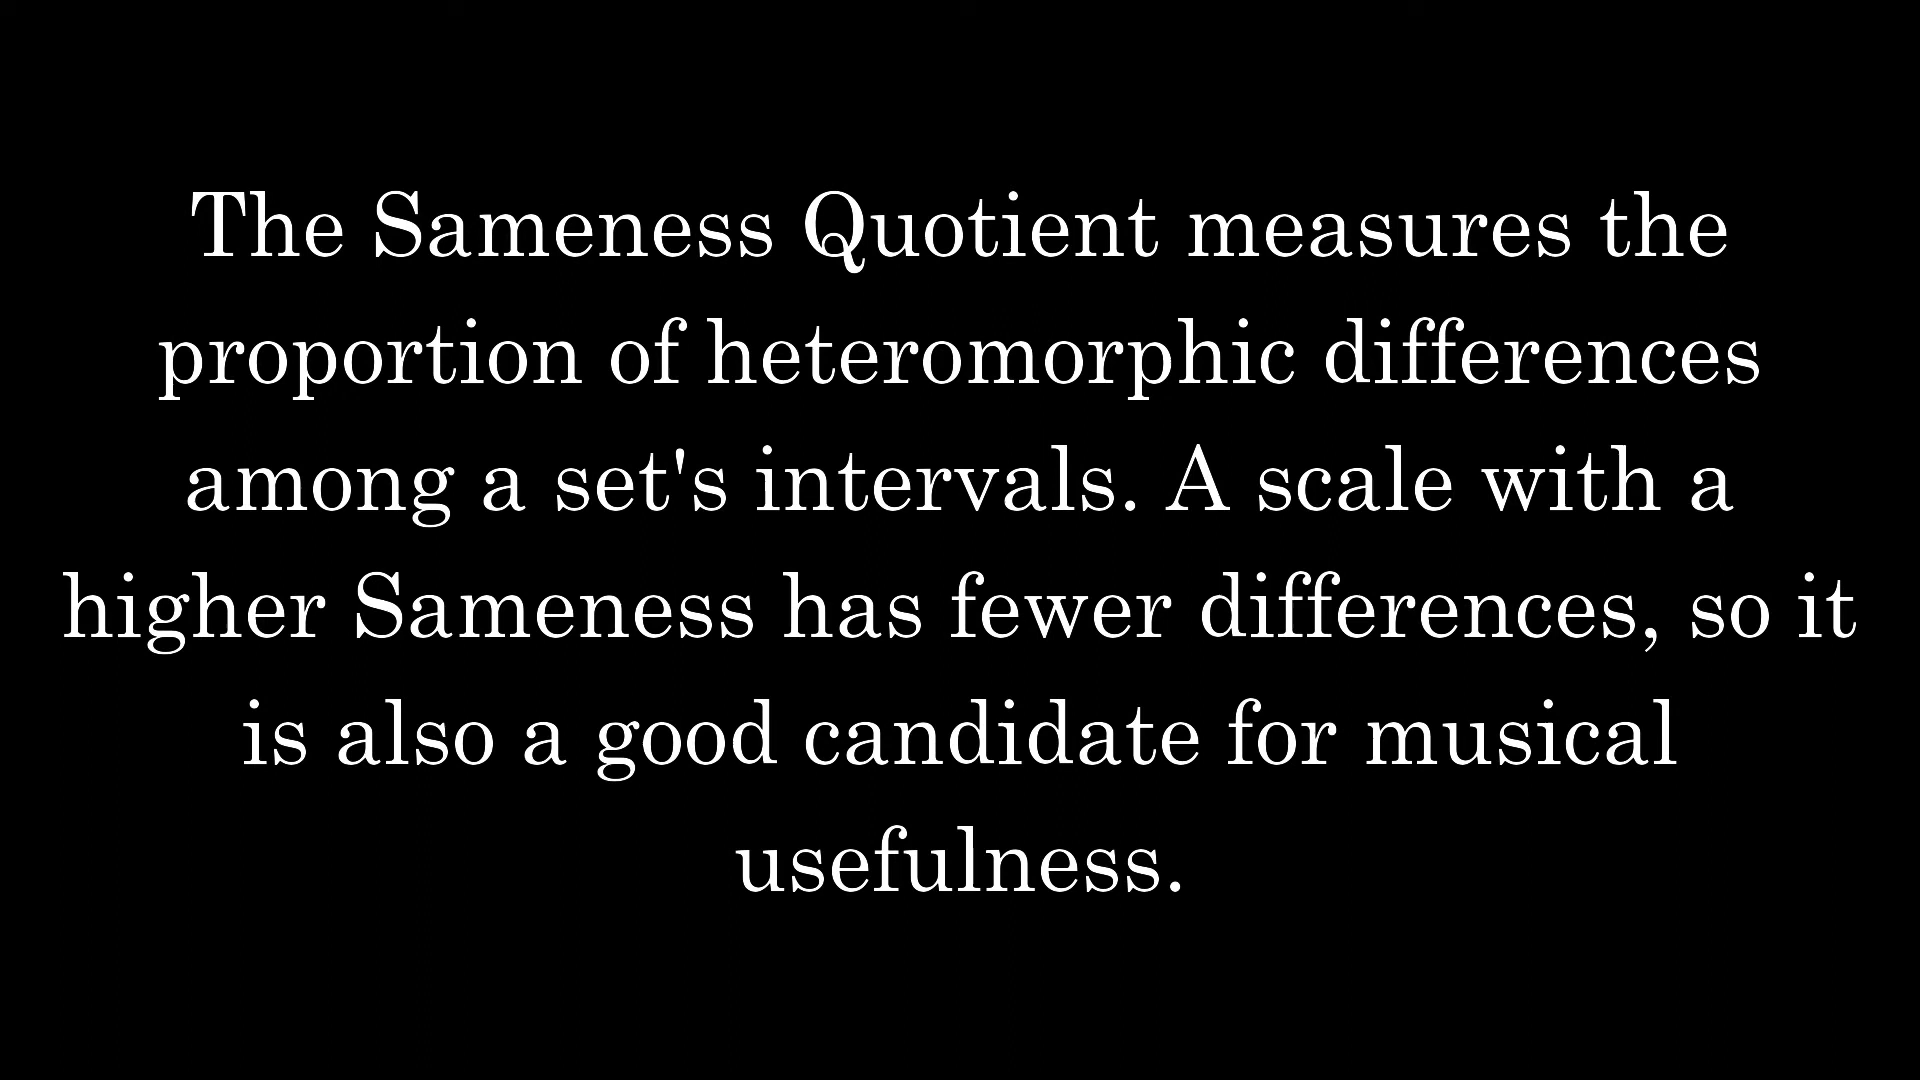 The Sameness Quotient measures the
proportion of heteromorphic differences
among a set's intervals. A scale with a
higher Sameness has fewer differences, so it
is also a good candidate for musical
usefulness.